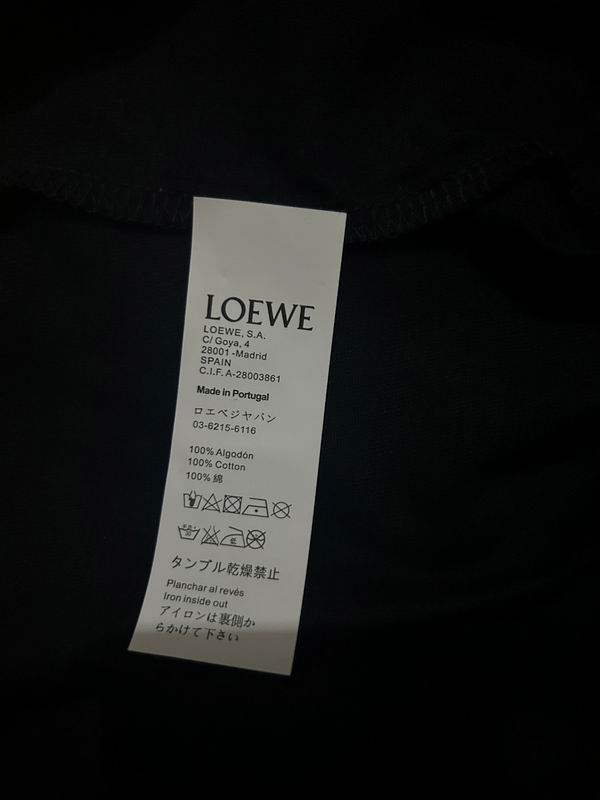 LOEWE
LOEWE, S.A.
C/ Goya, 4
28001 -Madrid
SPAIN
C.I.F. A-28003861
Made in Portugal
ロエベジヤパン
03-6215-6116
100% Algodón
100% Cotton
100% 綿
タンブル乾燥禁止
Planchar al revés
Iron inside out
アイロンは裏側か
らかけて下さい